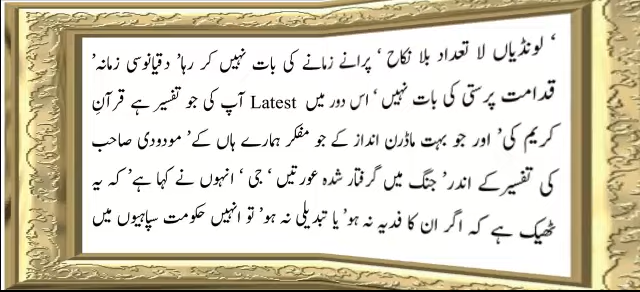 ‘ لونڈیاں لا تعداد بلا نکاح ‘ پرانے زمانے کی بات نہیں کر رہا’ دقیانوسی زمانہ’
قدامت پرستی کی بات نہیں ‘ اس دور میں Latest آپ کی جو تفسیر ہے قرآنِ
کریم کی’ اور جو بہت ماڈرن انداز کے جو مفکر ہمارے ہاں کے’ مودودی صاحب
کی تفسیر کے اندر’ جنگ میں گرفتار شدہ عورتیں ‘ جی ‘ انہوں نے کہا ہے’ کہ یہ
ٹھیک ہے کہ اگر ان کا فدیہ نہ ہو’ یا تبدیلی نہ ہو’ تو انہیں حکومت سپاہیوں میں